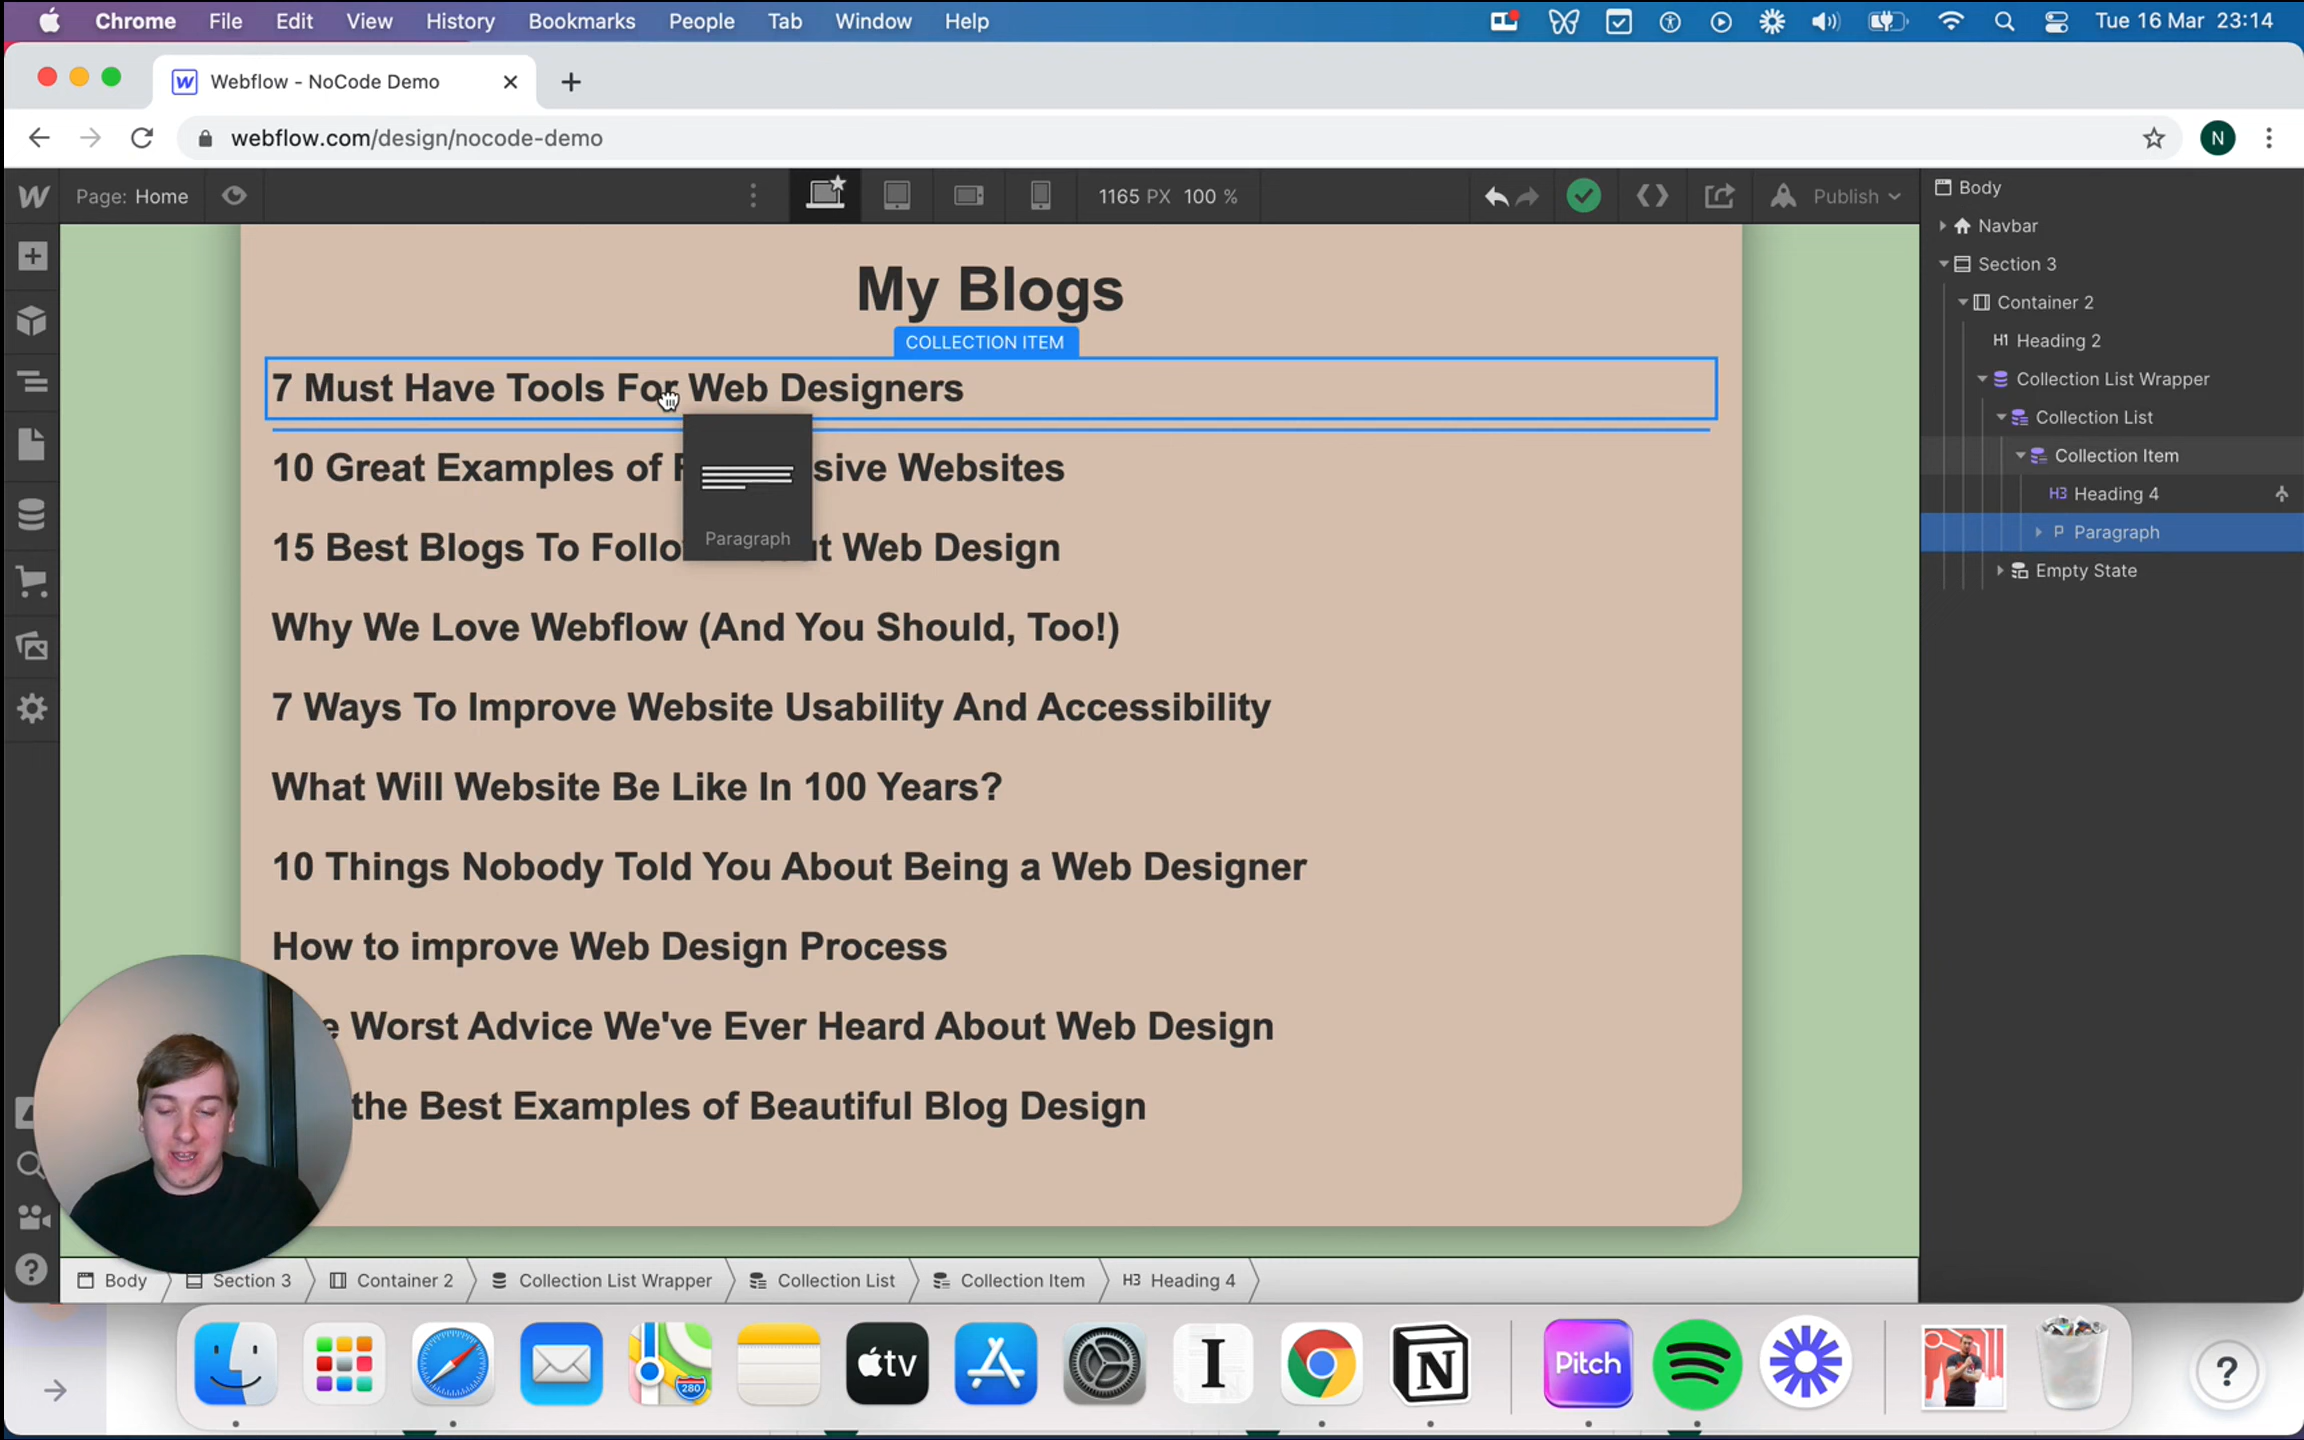 Chrome File Edit View History Bookmarks People Tab Window Help Tue 16 Mar 23:14
W Webflow - NoCode Demo
webflow.com/design/nocode-demo N
W Page: Home 1165 PX 100 % Publish
Body
Navbar
Section 3
Container 2
H1 Heading 2
Collection List Wrapper
Collection List
Collection Item
H3 Heading 4
P Paragraph
Empty State
My Blogs
COLLECTION ITEM
7 Must Have Tools For Web Designers
10 Great Examples of sive Websites
15 Best Blogs To Follo t Web Design
Paragraph
Why We Love Webflow (And You Should, Too!)
7 Ways To Improve Website Usability And Accessibility
What Will Website Be Like In 100 Years?
10 Things Nobody Told You About Being a Web Designer
How to improve Web Design Process
e Worst Advice We've Ever Heard About Web Design
the Best Examples of Beautiful Blog Design
Body Section 3 Container 2 Collection List Wrapper Collection List Collection Item H3 Heading 4
280 tv I N Pitch ?